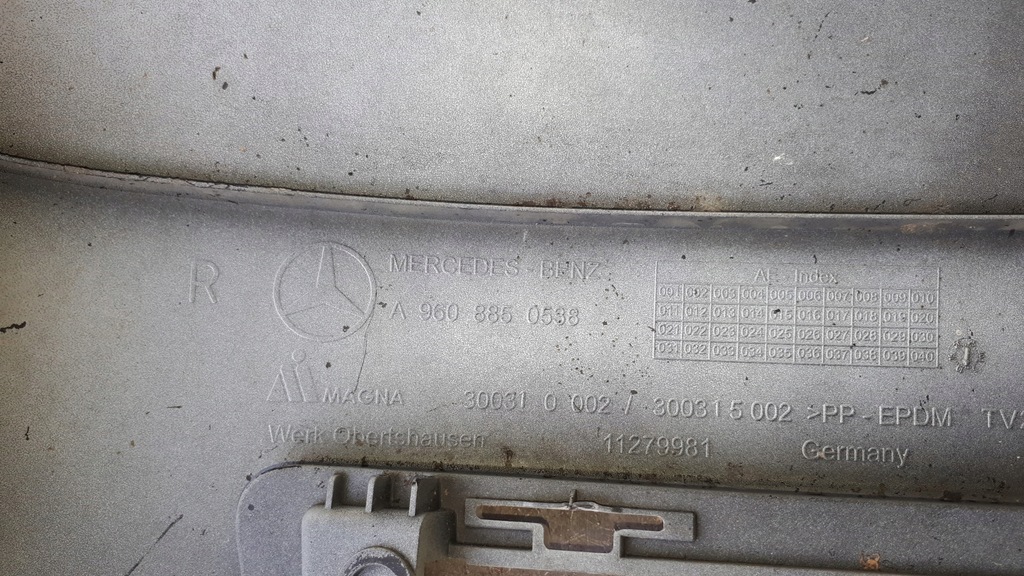 R
MERCEDES - BENZ
A 960 885 0538
AE - Index
001 002 003 004 005 006 007 008 009 010
011 012 013 014 015 016 017 018 019 020
021 022 023 024 025 026 027 028 029 030
031 032 033 034 035 036 037 038 039 040
MAGNA
30031 0 002 / 30031 5 002 >PP - EPDM TV2
Werk Obertshausen 11279981 Germany